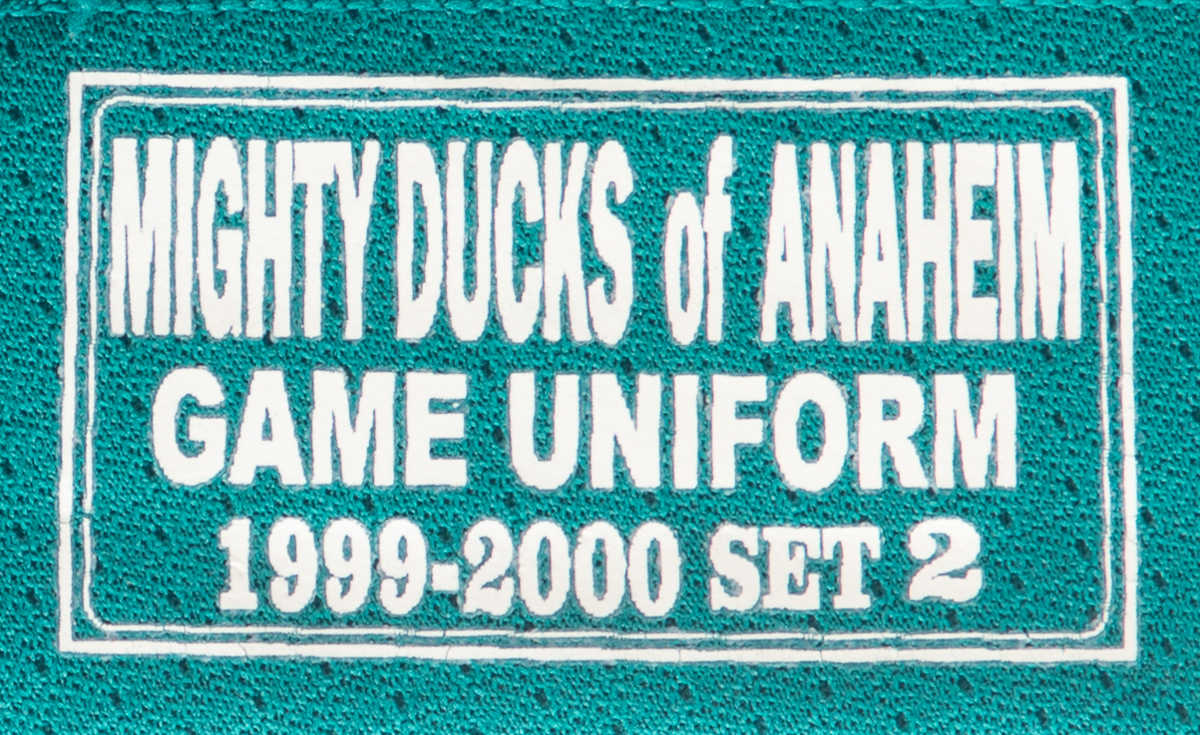 MIGHTY DUCKS of ANAHEIM
GAME UNIFORM
1999-2000 SET 2